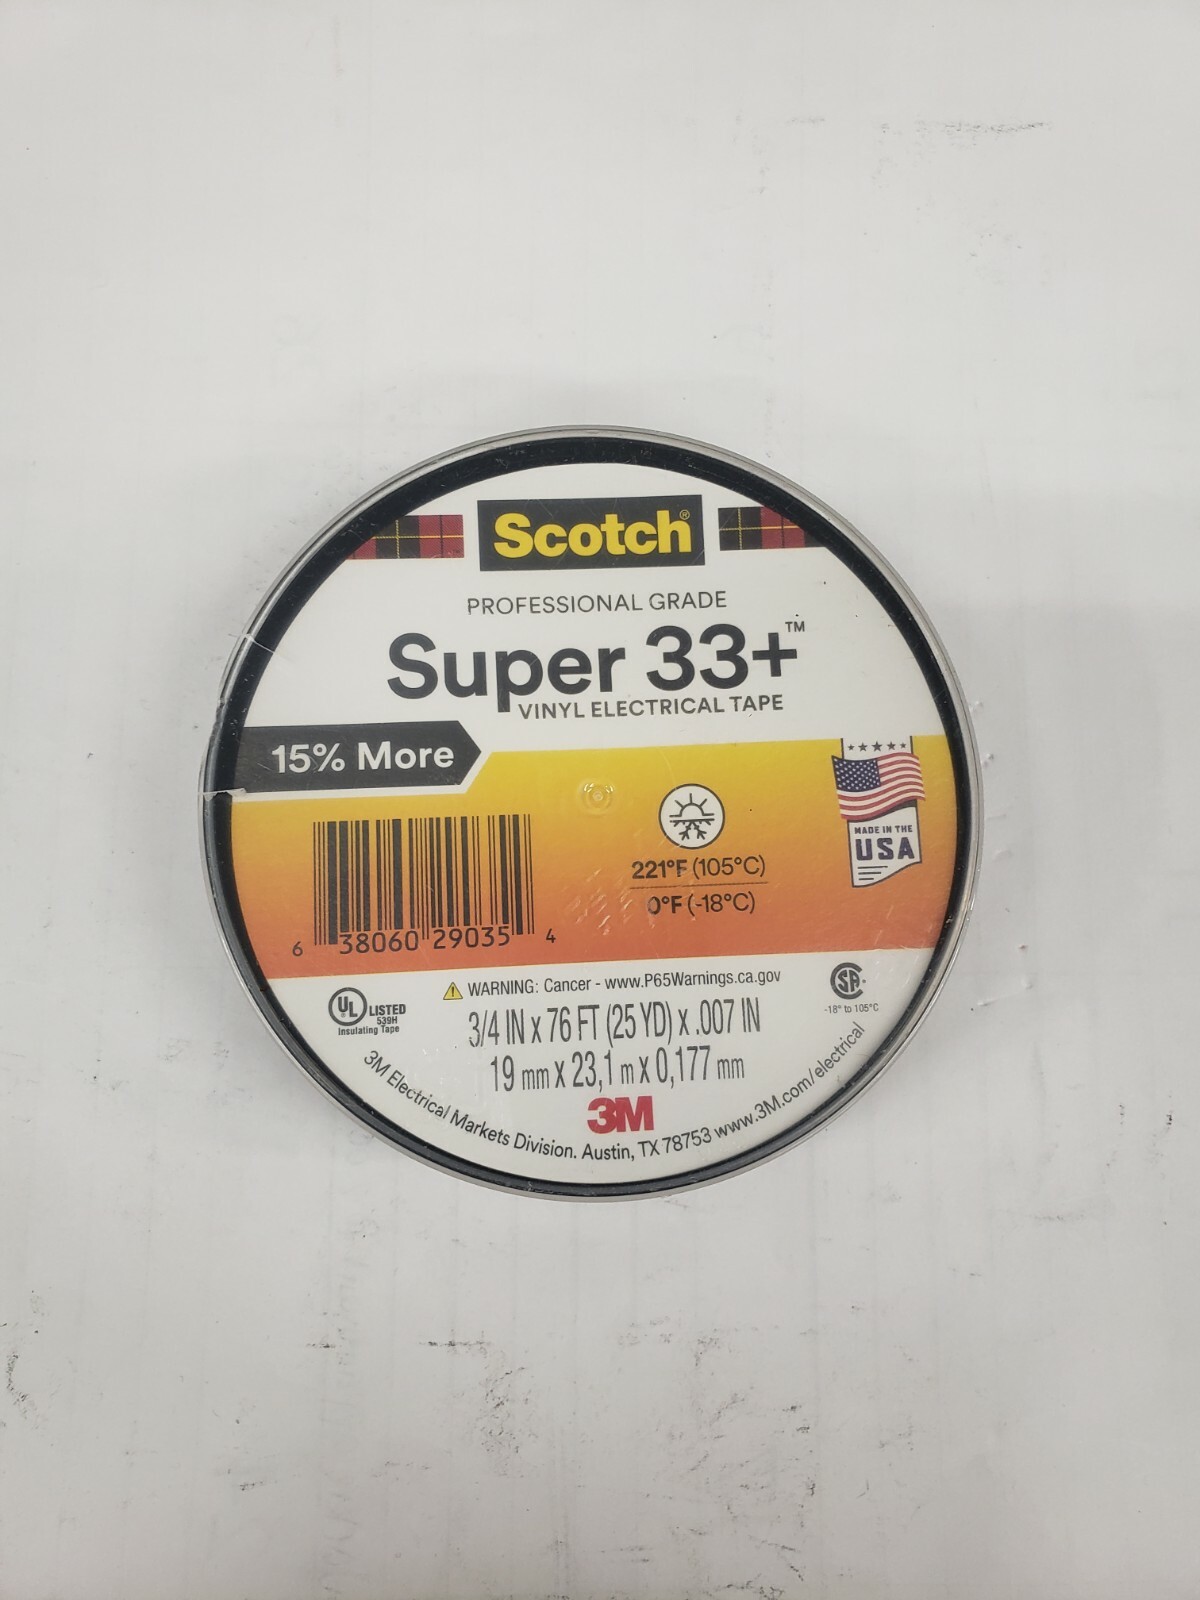 Scotch®
PROFESSIONAL GRADE
Super 33+™
VINYL ELECTRICAL TAPE
15% More
MADE IN THE
USA
221°F (105°C)
0°F (-18°C)
6 38060 29035 4
WARNING: Cancer - www.P65Warnings.ca.gov
UL LISTED
539H
Insulating Tape
SA
-18° to 105°C
3/4 IN x 76 FT (25 YD) x .007 IN
19 mm x 23,1 m x 0,177 mm
3M
3M Electrical Markets Division. Austin, TX 78753 www.3M.com/electrical